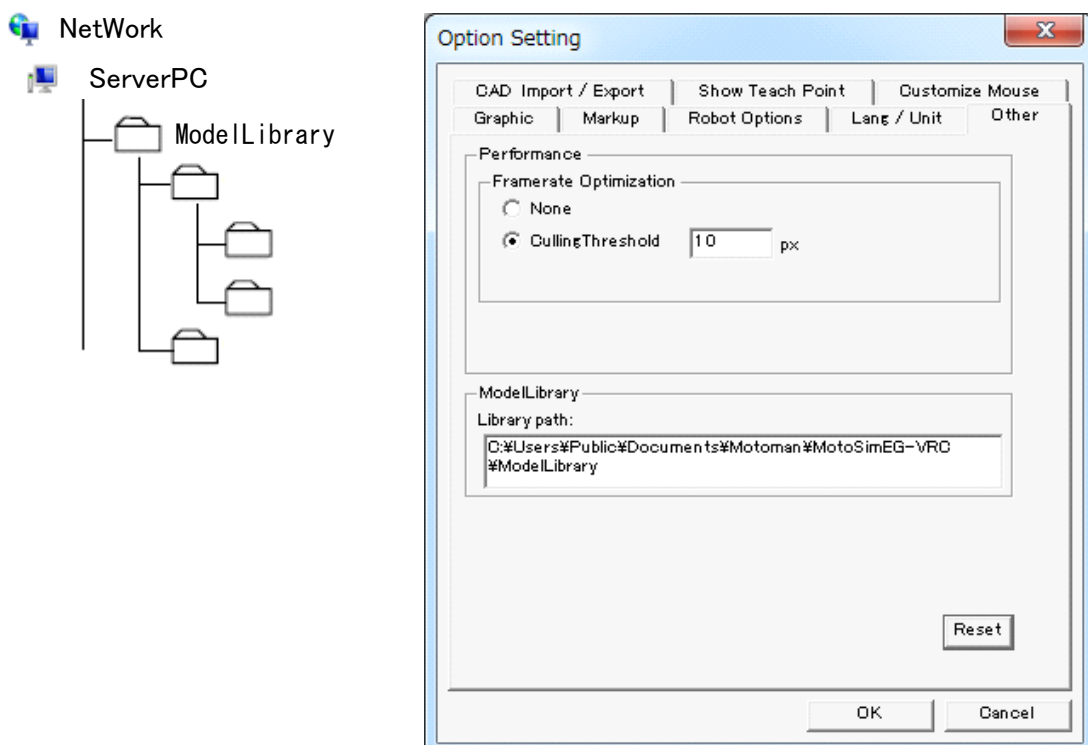 NetWork
ServerPC
ModelLibrary
Option Setting
CAD Import / Export
Show Teach Point
Customize Mouse
Graphic
Markup
Robot Options
Lang / Unit
Other
Performance
Framerate Optimization
None
CullingThreshold
10
px
ModelLibrary
Library path:
C:¥Users¥Public¥Documents¥Motoman¥MotoSimEG-VRC
¥ModelLibrary
Reset
OK
Cancel